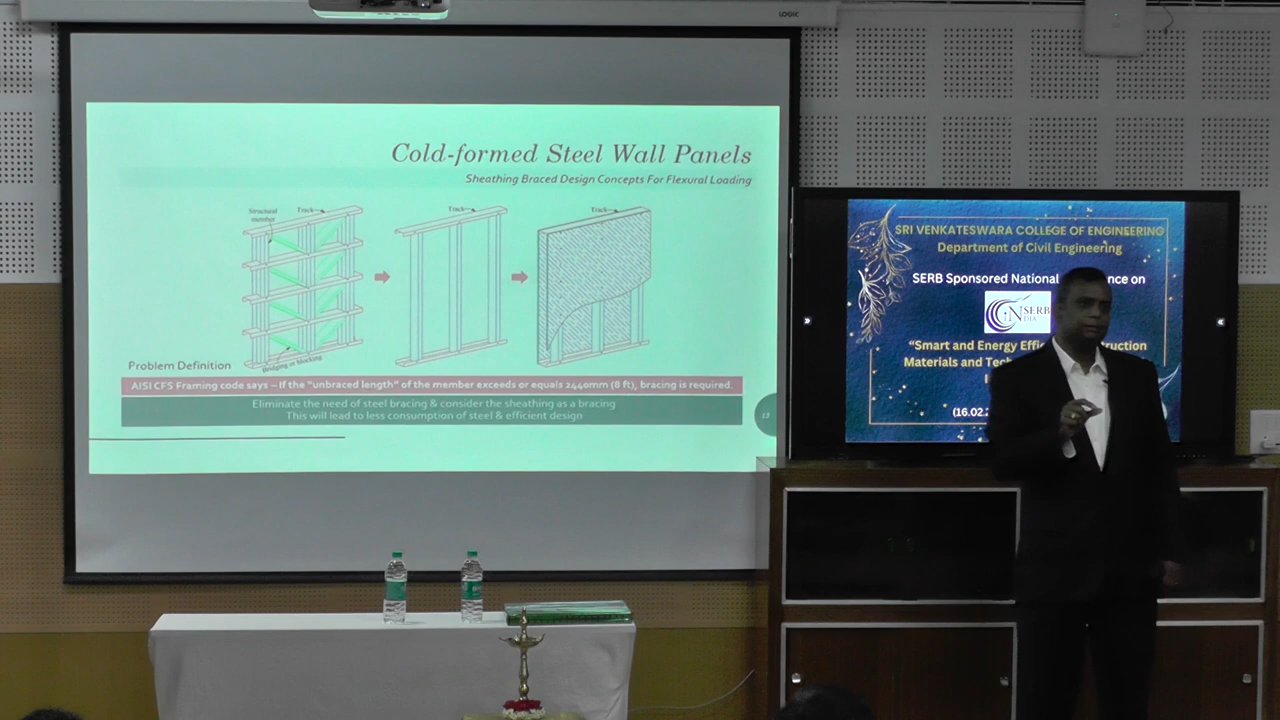 LOGIC
Cold-formed Steel Wall Panels
Sheathing Braced Design Concepts For Flexural Loading
Structural
member
Track
Track
Track
Bridging or blocking
Problem Definition
AISI CFS Framing code says – If the "unbraced length" of the member exceeds or equals 2440mm (8 ft), bracing is required.
Eliminate the need of steel bracing & consider the sheathing as a bracing
This will lead to less consumption of steel & efficient design
13
SRI VENKATESWARA COLLEGE OF ENGINEERING
Department of Civil Engineering
SERB Sponsored National on
SERB
"Smart and Energy
Materials and
(16.02.